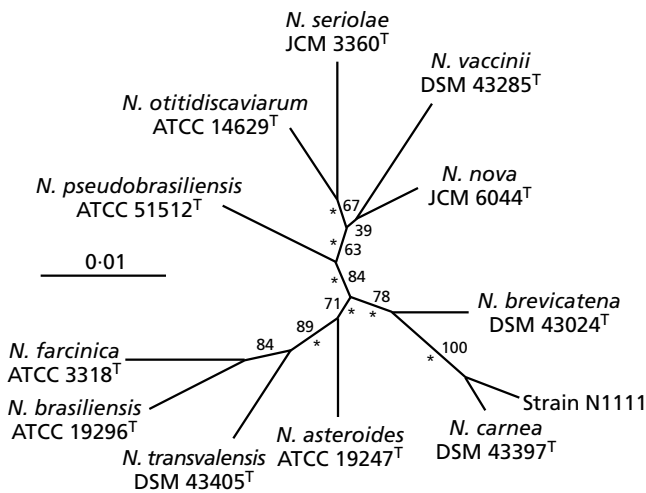 N. seriolae
JCM 3360ᵀ
N. vaccinii
DSM 43285ᵀ
N. otitidiscaviarum
ATCC 14629ᵀ
N. nova
JCM 6044ᵀ
N. pseudobrasiliensis
ATCC 51512ᵀ
67
*
39
*
63
0·01
*
84
71
78
*
*
N. brevicatena
DSM 43024ᵀ
89
84
*
100
*
N. farcinica
ATCC 3318ᵀ
Strain N1111
N. brasiliensis
ATCC 19296ᵀ
N. carnea
DSM 43397ᵀ
N. asteroides
ATCC 19247ᵀ
N. transvalensis
DSM 43405ᵀ